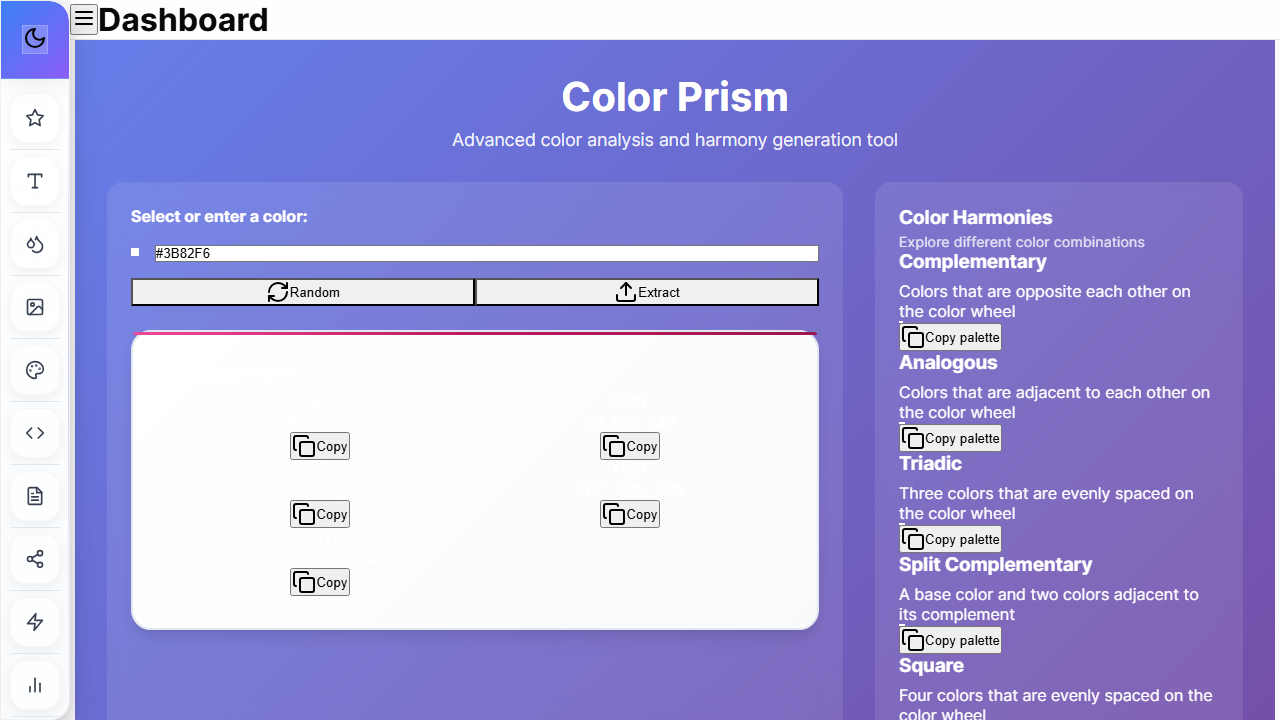 Dashboard
Color Prism
Advanced color analysis and harmony generation tool
Select or enter a color:
#3B82F6
Random
Extract
Copy
Copy
Copy
Copy
Copy
Color Harmonies
Explore different color combinations
Complementary
Colors that are opposite each other on
the color wheel
Copy palette
Analogous
Colors that are adjacent to each other on
the color wheel
Copy palette
Triadic
Three colors that are evenly spaced on
the color wheel
Copy palette
Split Complementary
A base color and two colors adjacent to
its complement
Copy palette
Square
Four colors that are evenly spaced on the
color wheel